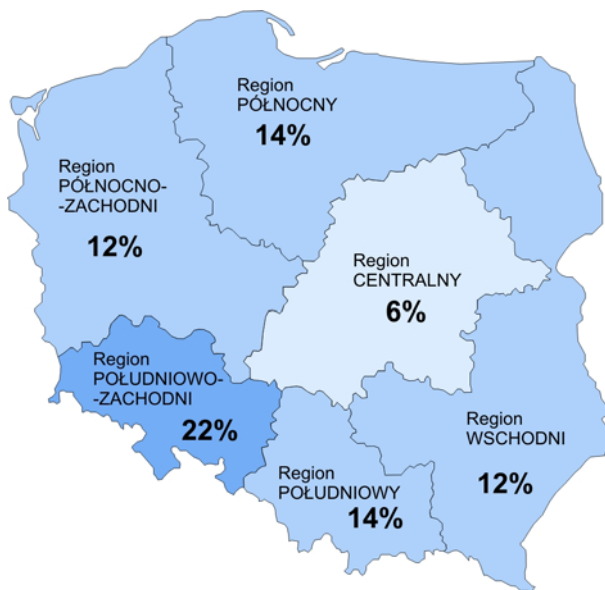 Region
PÓŁNOCNY
14%
Region
PÓŁNOCNO-
-ZACHODNI
12%
Region
CENTRALNY
6%
Region
POŁUDNIOWO-
-ZACHODNI
22%
Region
WSCHODNI
12%
Region
POŁUDNIOWY
14%